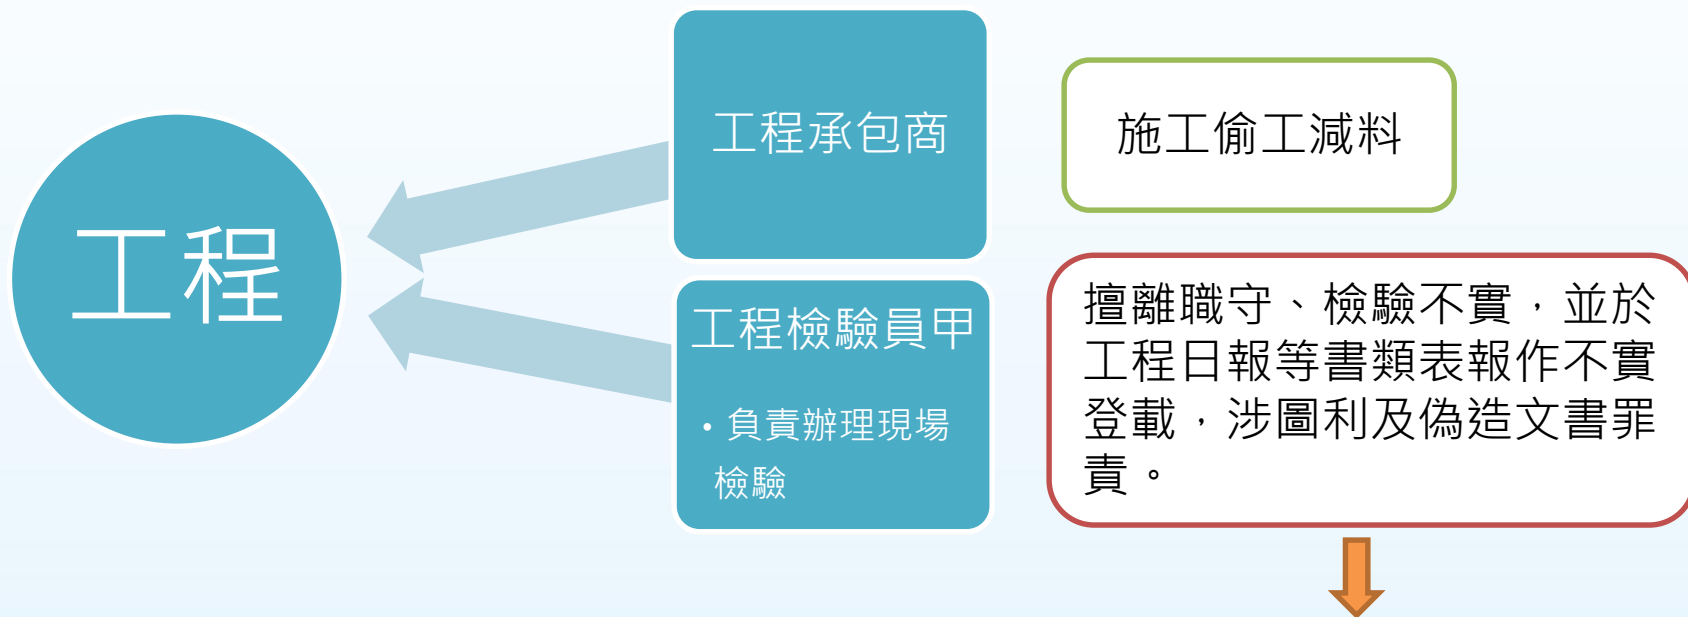 工程
工程承包商
施工偷工減料
工程檢驗員甲
•負責辦理現場
檢驗
擅離職守、檢驗不實，並於
工程日報等書類表報作不實
登載，涉圖利及偽造文書罪
責。